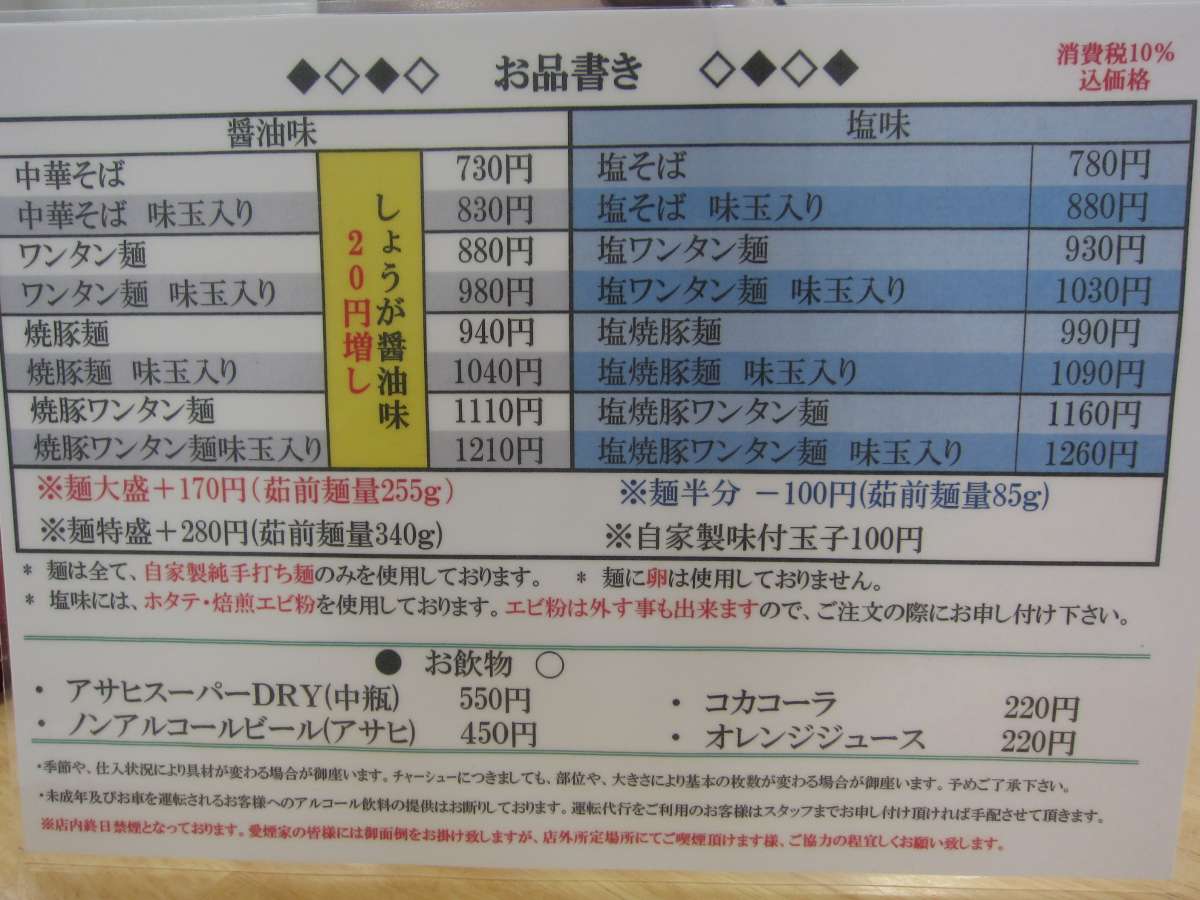 ◆◇◆◇ お品書き ◇◆◇◆
消費税10%
込価格
醤油味
塩味
中華そば 730円
中華そば 味玉入り 830円
ワンタン麺 880円
ワンタン麺 味玉入り 980円
焼豚麺 940円
焼豚麺 味玉入り 1040円
焼豚ワンタン麺 1110円
焼豚ワンタン麺味玉入り 1210円
しょうが醤油味
20円増し
塩そば 780円
塩そば 味玉入り 880円
塩ワンタン麺 930円
塩ワンタン麺 味玉入り 1030円
塩焼豚麺 990円
塩焼豚麺 味玉入り 1090円
塩焼豚ワンタン麺 1160円
塩焼豚ワンタン麺 味玉入り 1260円
※麺大盛+170円(茹前麺量255g) ※麺半分 -100円(茹前麺量85g)
※麺特盛+280円(茹前麺量340g) ※自家製味付玉子100円
* 麺は全て、自家製純手打ち麺のみを使用しております。 * 麺に卵は使用しておりません。
* 塩味には、ホタテ・焙煎エビ粉を使用しております。エビ粉は外す事も出来ますので、ご注文の際にお申し付け下さい。
● お飲物 ○
・ アサヒスーパーDRY(中瓶) 550円 ・ コカコーラ 220円
・ ノンアルコールビール(アサヒ) 450円 ・ オレンジジュース 220円
・季節や、仕入状況により具材が変わる場合が御座います。チャーシューにつきましても、部位や、大きさにより基本の枚数が変わる場合が御座います。予めご了承下さい。
・未成年及びお車を運転されるお客様へのアルコール飲料の提供はお断りしております。運転代行をご利用のお客様はスタッフまでお申し付け頂ければ手配させて頂きます。
※店内終日禁煙となっております。愛煙家の皆様には御面倒をお掛け致しますが、店外所定場所にてご喫煙頂けます様、ご協力の程宜しくお願い致します。